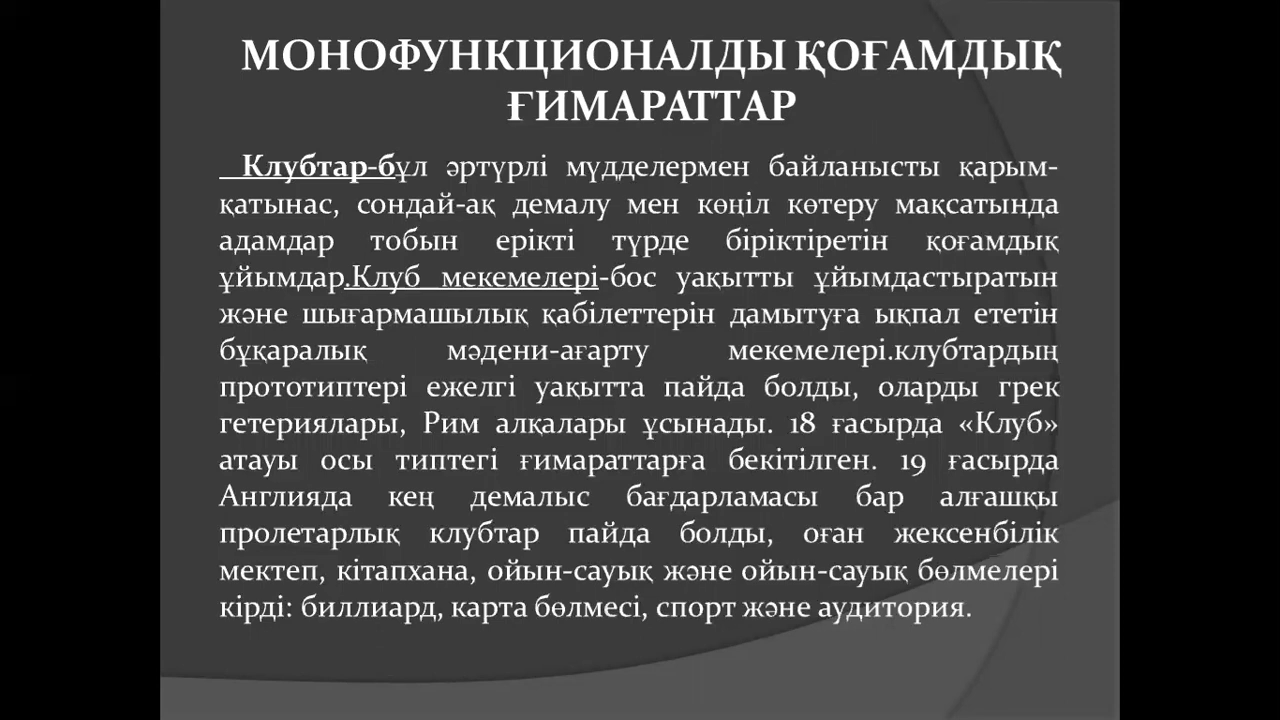 МОНОФУНКЦИОНАЛДЫ ҚОҒАМДЫҚ
ҒИМАРАТТАР
Клубтар-бұл әртүрлі мүдделермен байланысты қарым-
қатынас, сондай-ақ демалу мен көңіл көтеру мақсатында
адамдар тобын ерікті түрде біріктіретін қоғамдық
ұйымдар.Клуб мекемелері-бос уақытты ұйымдастыратын
және шығармашылық қабілеттерін дамытуға ықпал ететін
бұқаралық мәдени-ағарту мекемелері.клубтардың
прототиптері ежелгі уақытта пайда болды, оларды грек
гетериялары, Рим алқалары ұсынады. 18 ғасырда «Клуб»
атауы осы типтегі ғимараттарға бекітілген. 19 ғасырда
Англияда кең демалыс бағдарламасы бар алғашқы
пролетарлық клубтар пайда болды, оған жексенбілік
мектеп, кітапхана, ойын-сауық және ойын-сауық бөлмелері
кірді: биллиард, карта бөлмесі, спорт және аудитория.